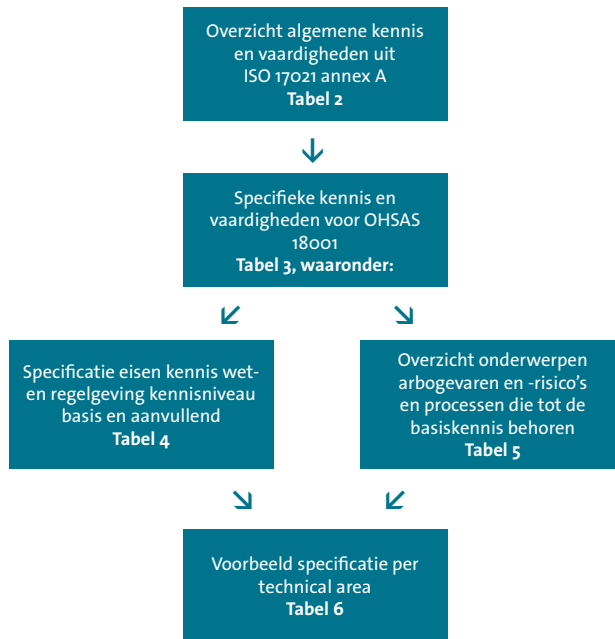 Overzicht algemene kennis
en vaardigheden uit
ISO 17021 annex A
Tabel 2
Specifieke kennis en
vaardigheden voor OHSAS
18001
Tabel 3, waaronder:
Specificatie eisen kennis wet-
en regelgeving kennisniveau
basis en aanvullend
Tabel 4
Overzicht onderwerpen
arbogevaren en -risico’s
en processen die tot de
basiskennis behoren
Tabel 5
Voorbeeld specificatie per
technical area
Tabel 6